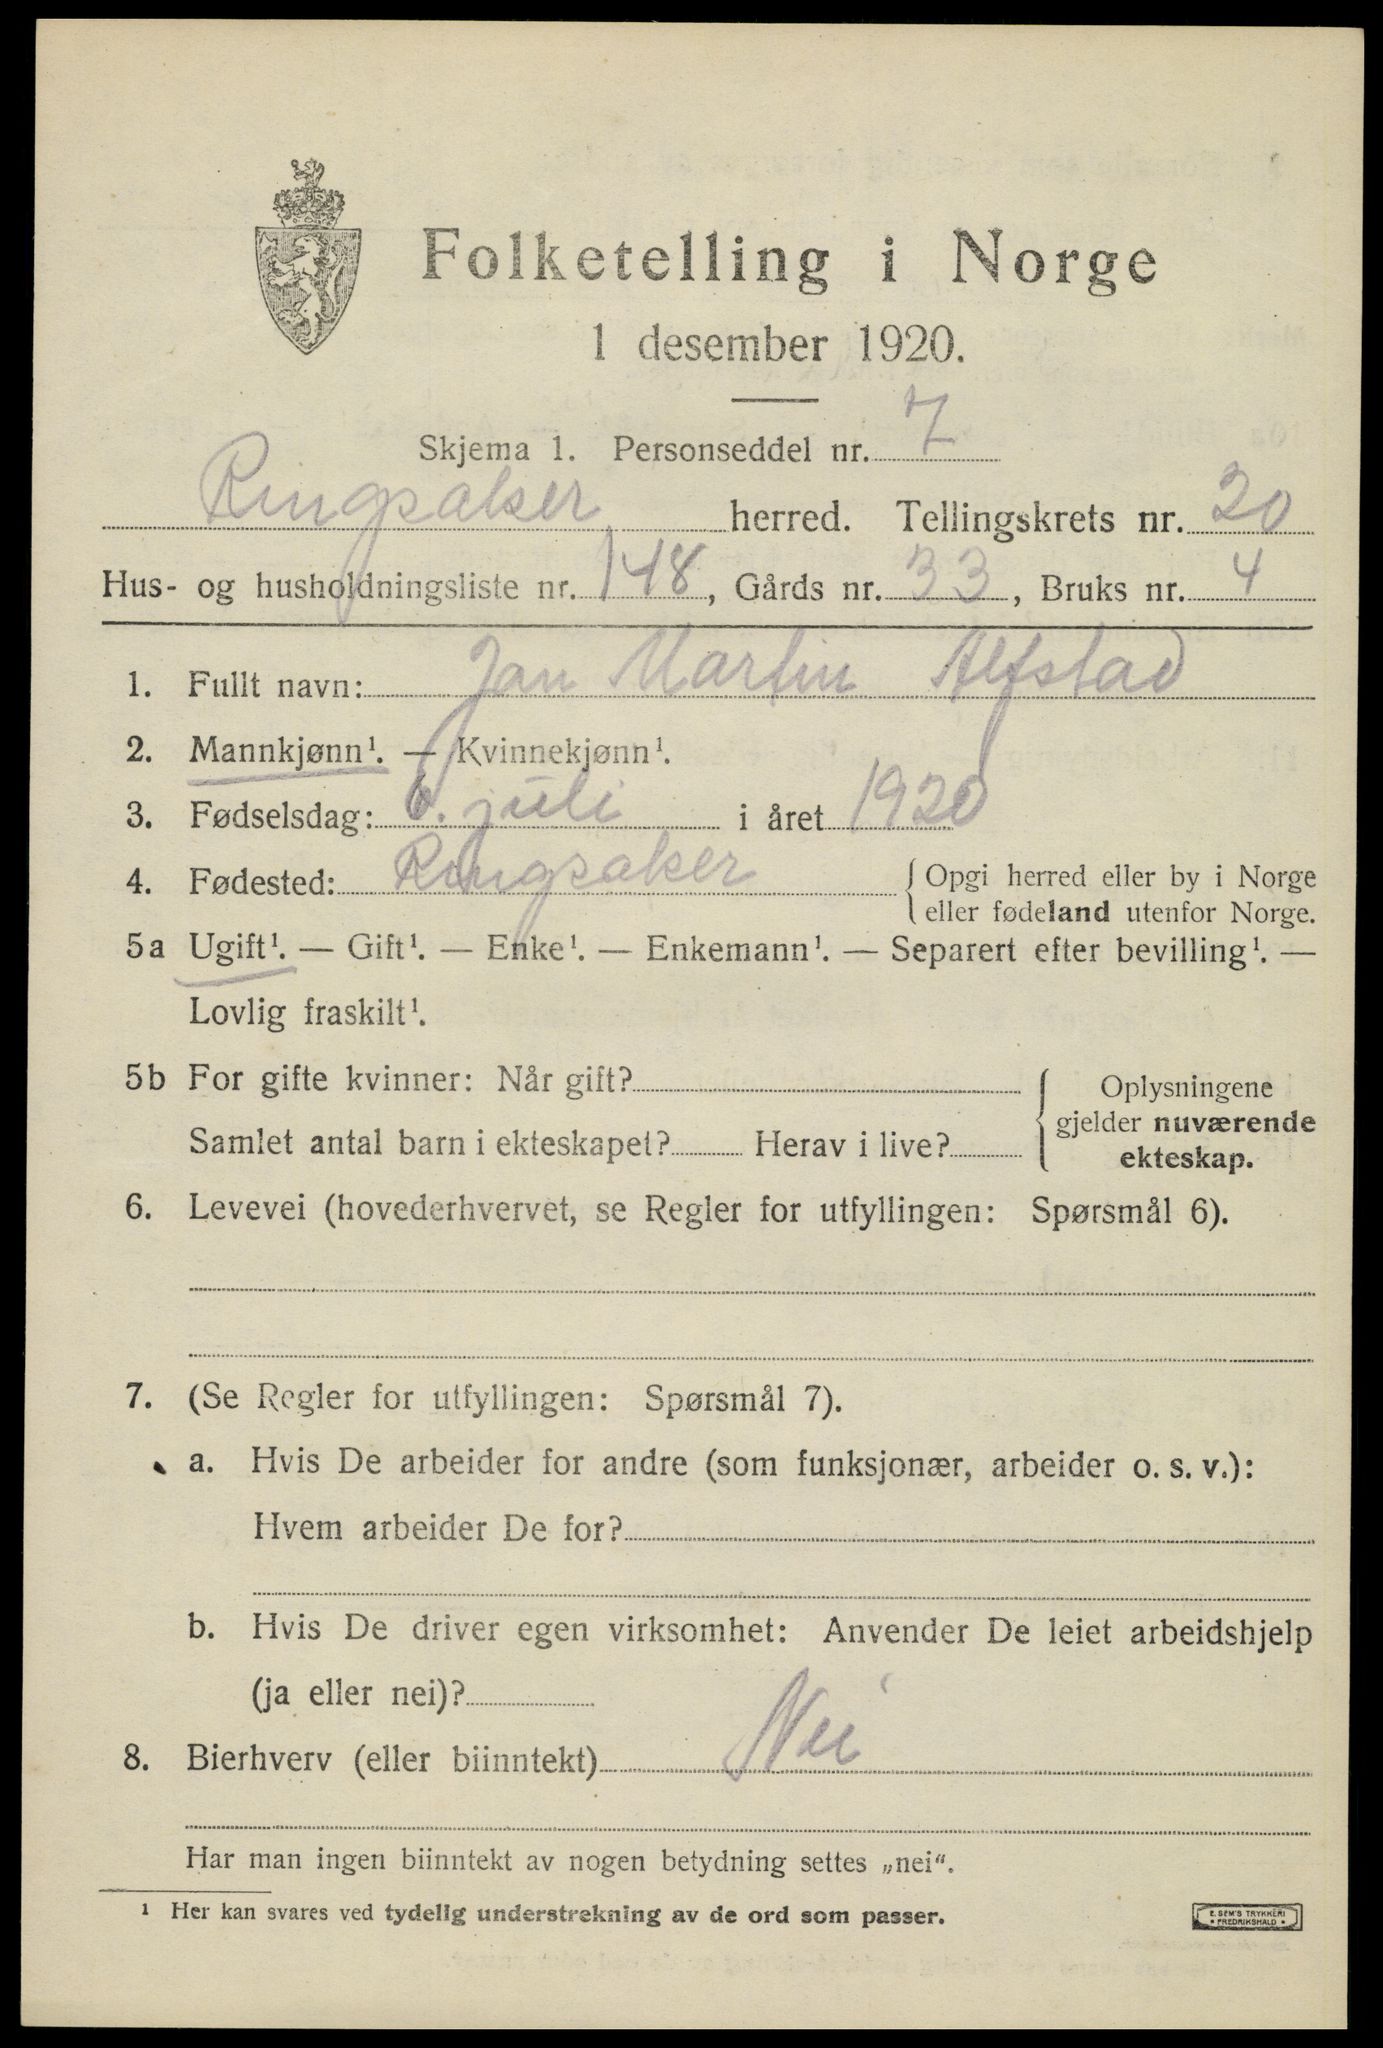 Folketelling i Norge
1 desember 1920.
Skjema 1. Personseddel nr. 7
Ringsaker herred. Tellingskrets nr. 20
Hus- og husholdningsliste nr. 148, Gårds nr. 33, Bruks nr. 4
1. Fullt navn: Jan Martin Alfstad
2. Mannkjønn¹. — Kvinnekjønn¹.
3. Fødselsdag: 6. juli i året 1920
4. Fødested: Ringsaker { Opgi herred eller by i Norge
eller fødeland utenfor Norge.
5a Ugift¹. — Gift¹. — Enke¹. — Enkemann¹. — Separert efter bevilling¹. —
Lovlig fraskilt¹.
5b For gifte kvinner: Når gift? { Oplysningene
gjelder nuværende
Samlet antal barn i ekteskapet? Herav i live? ekteskap.
6. Levevei (hovederhvervet, se Regler for utfyllingen: Spørsmål 6).
7. (Se Regler for utfyllingen: Spørsmål 7).
a. Hvis De arbeider for andre (som funksjonær, arbeider o. s. v.):
Hvem arbeider De for?
b. Hvis De driver egen virksomhet: Anvender De leiet arbeidshjelp
(ja eller nei)?
8. Bierhverv (eller biinntekt) Nei
Har man ingen biinntekt av nogen betydning settes „nei“.
¹ Her kan svares ved tydelig understrekning av de ord som passer.
E. SEM'S TRYKKERI
• FREDRIKSHALD •